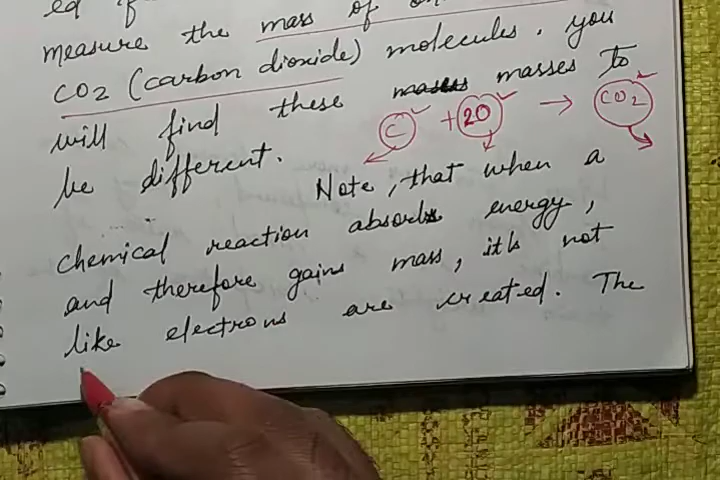 ed
measure the mass of
CO2 (carbon dioxide) molecules. you
will find these masses to
C + 2O → CO2
be different.
Note, that when a
chemical reaction absorbs energy,
and therefore gains mass, it's not
like electrons are created. The